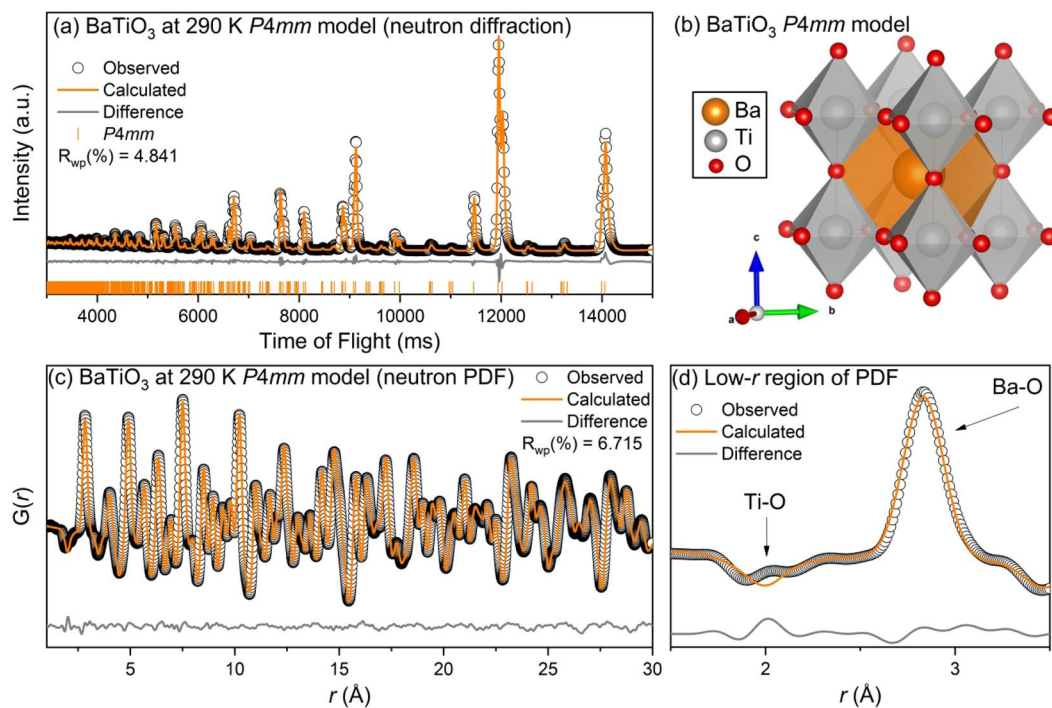 (a) BaTiO₃ at 290 K P4mm model (neutron diffraction)
Observed
Calculated
Difference
P4mm
Rwp(%) = 4.841
Intensity (a.u.)
4000 6000 8000 10000 12000 14000
Time of Flight (ms)
(b) BaTiO₃ P4mm model
Ba
Ti
O
c
a
b
(c) BaTiO₃ at 290 K P4mm model (neutron PDF)
Observed
Calculated
Difference
Rwp(%) = 6.715
G(r)
5 10 15 20 25 30
r (Å)
(d) Low-r region of PDF
Observed
Calculated
Difference
Ba-O
Ti-O
2 3
r (Å)